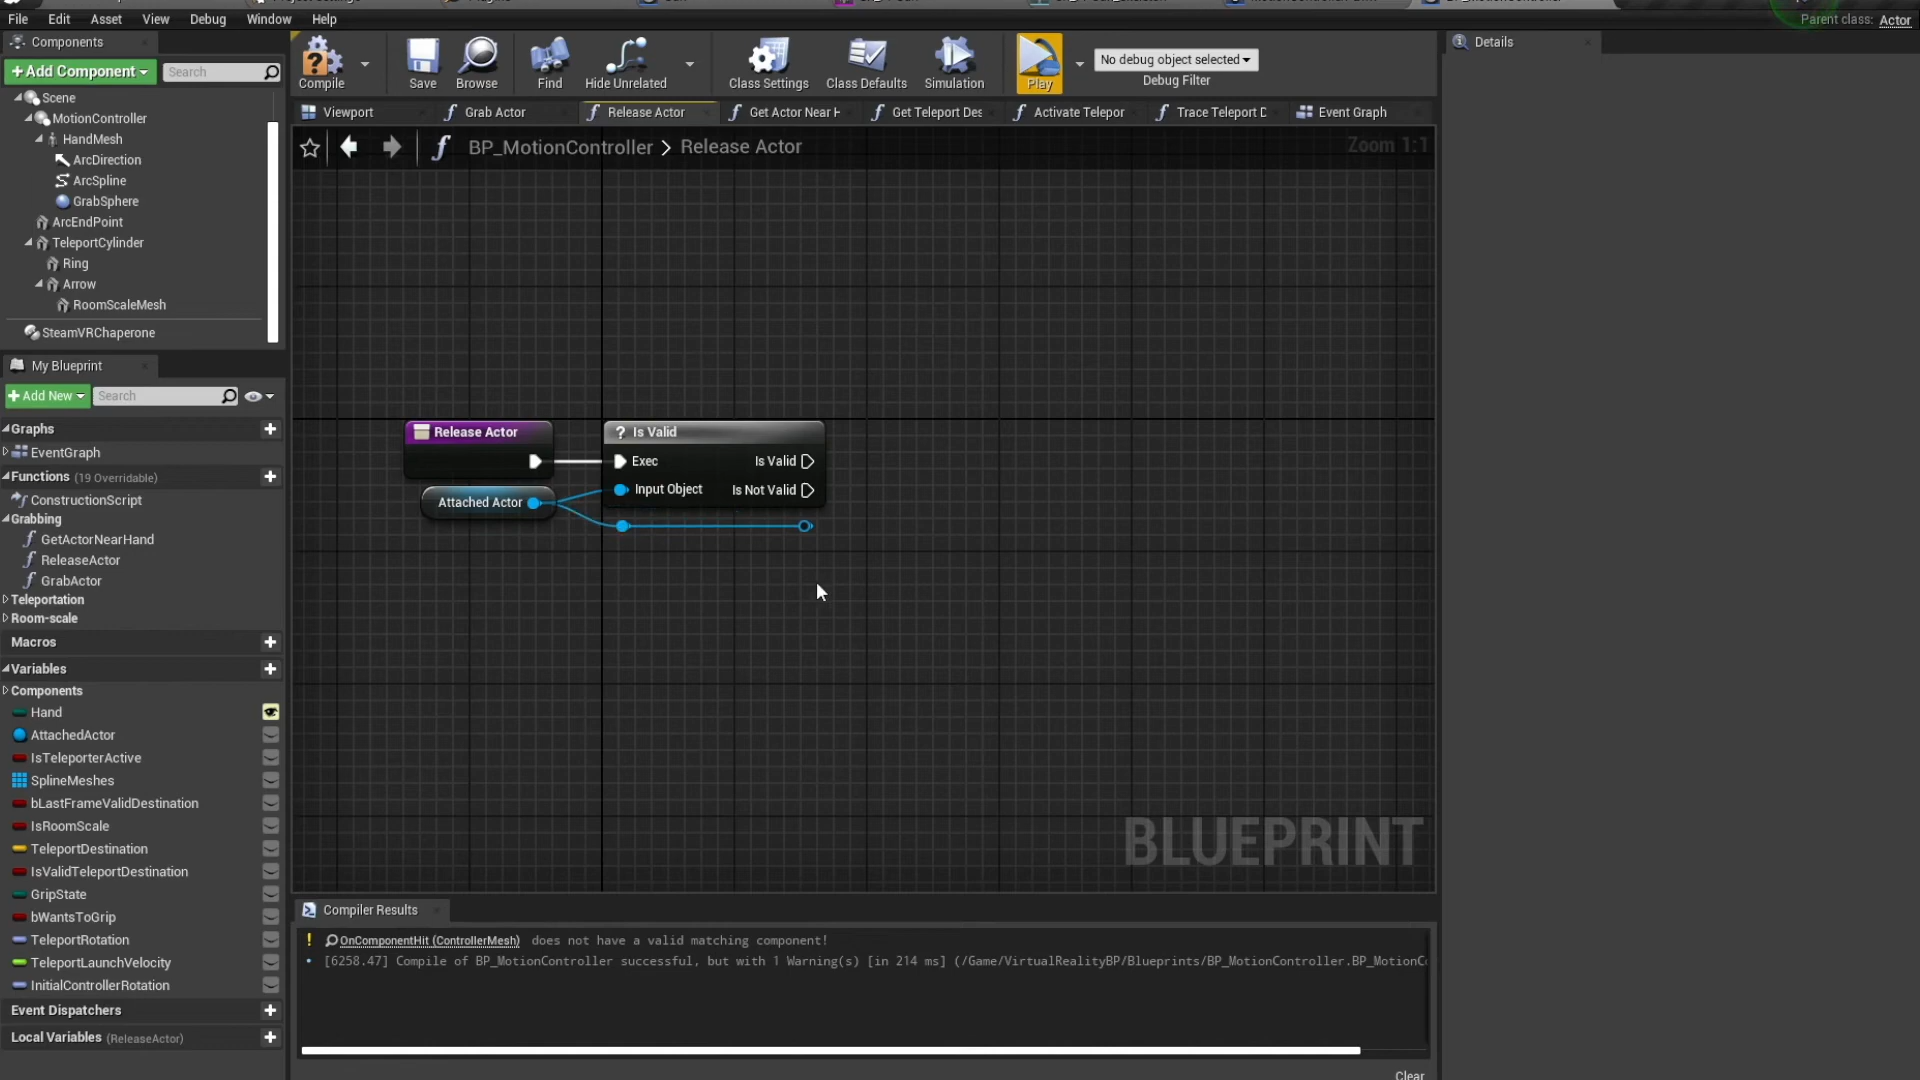 File Edit Asset View Debug Window Help
Parent class: Actor
Components
+Add Component
Search
Compile
Save
Browse
Find
Hide Unrelated
Class Settings
Class Defaults
Simulation
Play
No debug object selected
Debug Filter
Details
Scene
MotionController
HandMesh
ArcDirection
ArcSpline
GrabSphere
ArcEndPoint
TeleportCylinder
Ring
Arrow
RoomScaleMesh
SteamVRChaperone
Viewport
Grab Actor
Release Actor
Get Actor Near H
Get Teleport Des
Activate Telepor
Trace Teleport D
Event Graph
BP_MotionController > Release Actor
Zoom 1:1
My Blueprint
+Add New
Search
Graphs
EventGraph
Functions (19 Overridable)
ConstructionScript
Grabbing
GetActorNearHand
ReleaseActor
GrabActor
Teleportation
Room-scale
Macros
Variables
Components
Hand
AttachedActor
IsTeleporterActive
SplineMeshes
bLastFrameValidDestination
IsRoomScale
TeleportDestination
IsValidTeleportDestination
GripState
bWantsToGrip
TeleportRotation
TeleportLaunchVelocity
InitialControllerRotation
Event Dispatchers
Local Variables (ReleaseActor)
Release Actor
? Is Valid
Exec Is Valid
Input Object Is Not Valid
Attached Actor
BLUEPRINT
Compiler Results
! OnComponentHit (ControllerMesh) does not have a valid matching component!
• [6258.47] Compile of BP_MotionController successful, but with 1 Warning(s) [in 214 ms] (/Game/VirtualRealityBP/Blueprints/BP_MotionController.BP_MotionC
Clear